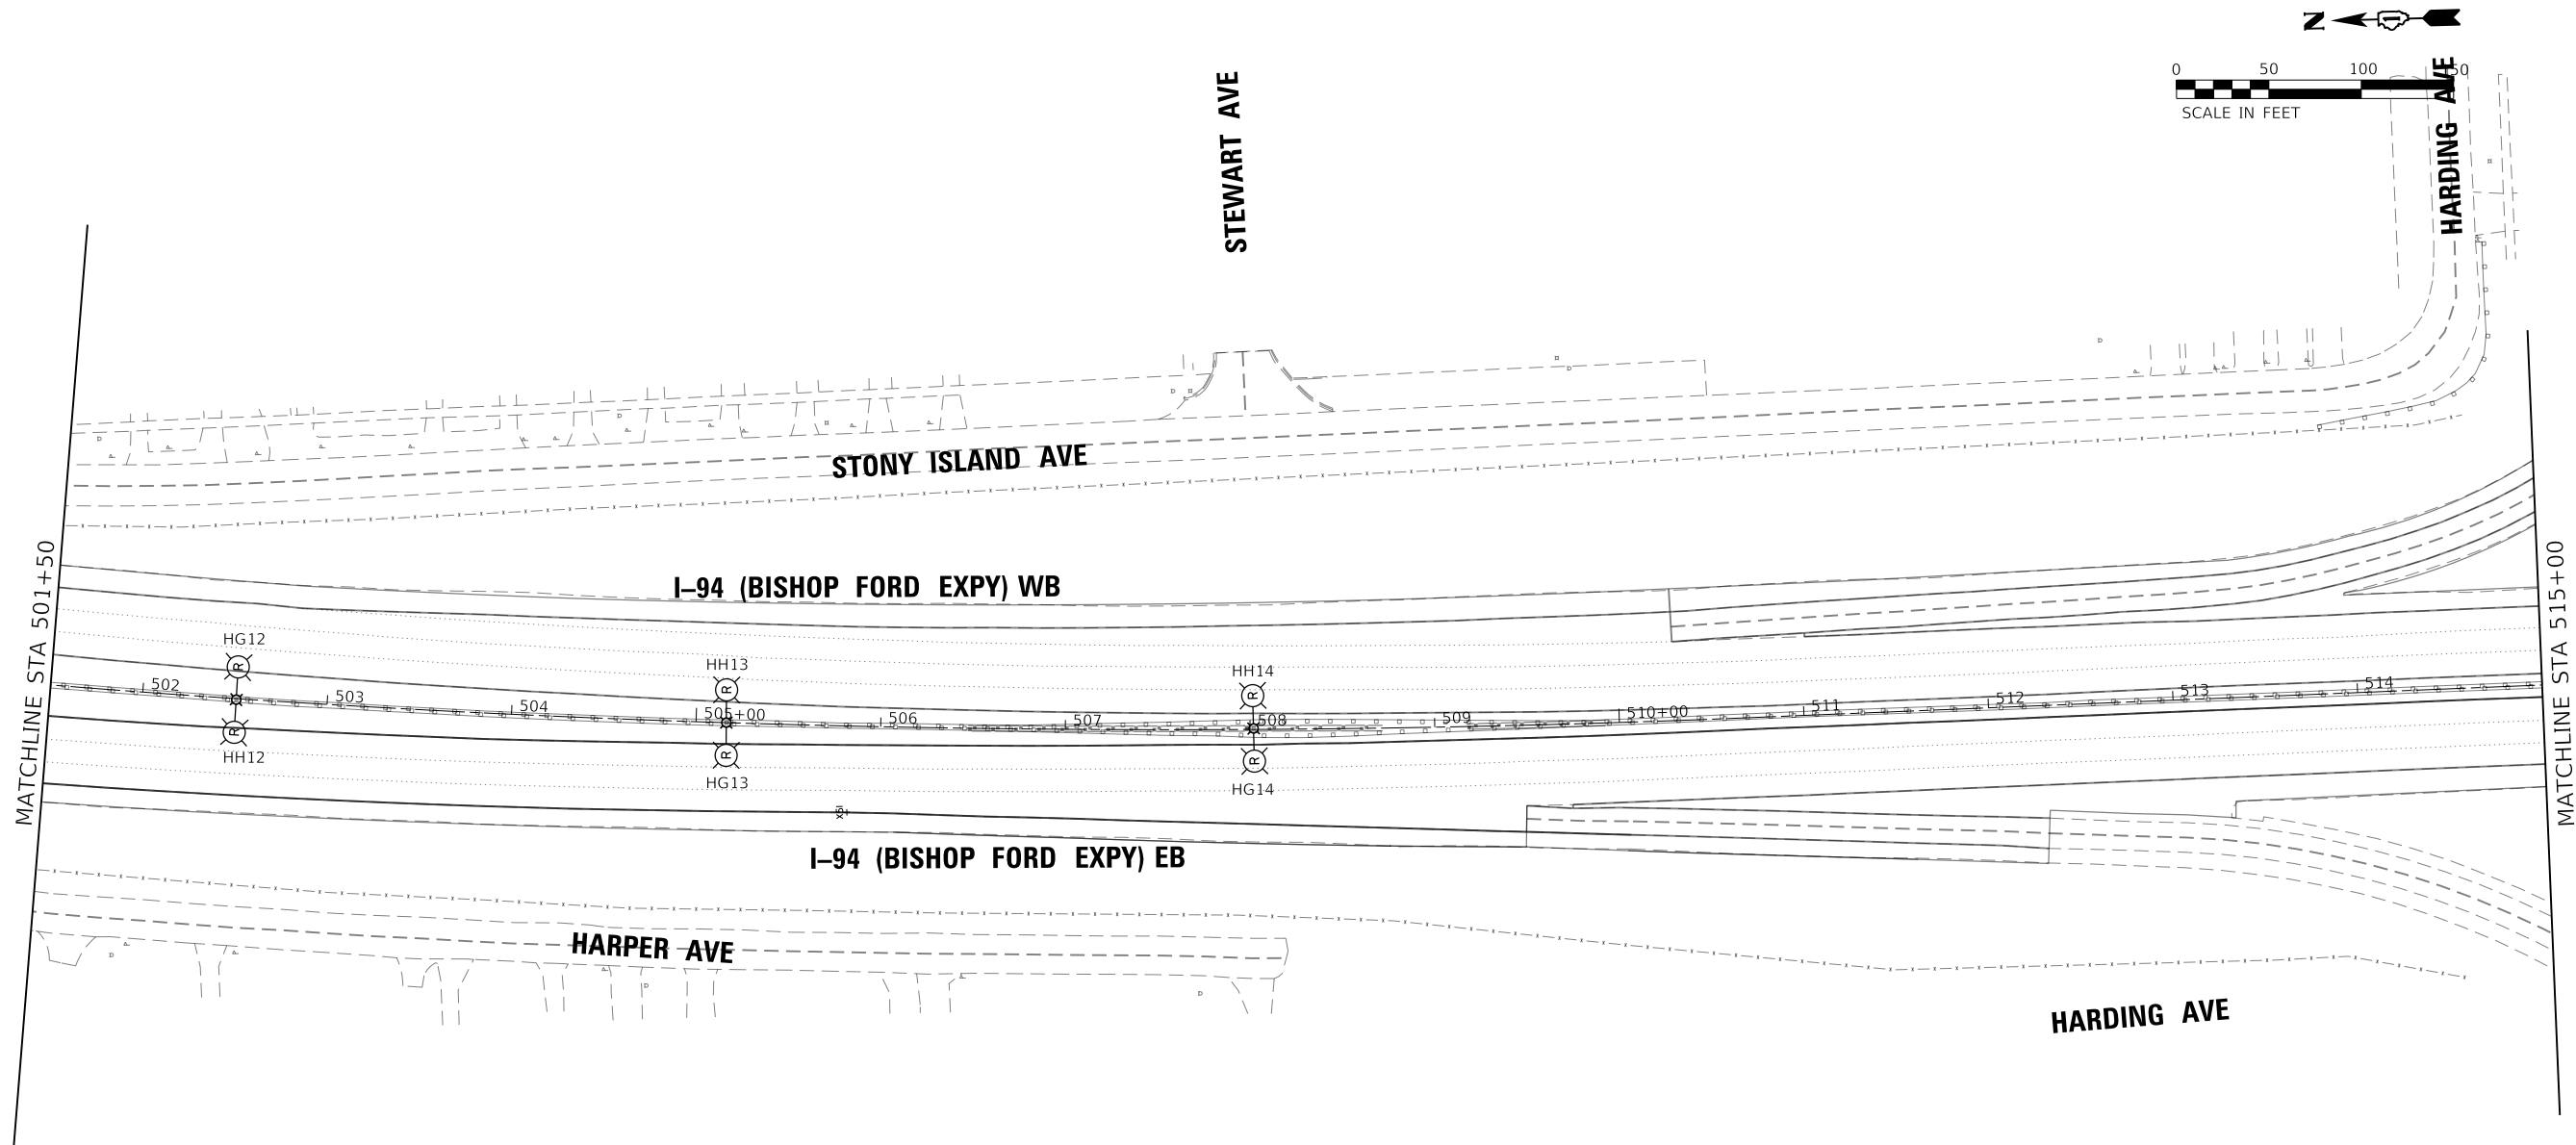 N
0 50 100 150
SCALE IN FEET
STEWART AVE
HARDING AVE
STONY ISLAND AVE
I–94 (BISHOP FORD EXPY) WB
MATCHLINE STA 501+50
MATCHLINE STA 515+00
HG12
HH13
HH14
R
R
R
502
503
504
505+00
506
507
508
509
510+00
511
512
513
514
R
R
R
HH12
HG13
HG14
I–94 (BISHOP FORD EXPY) EB
HARPER AVE
HARDING AVE